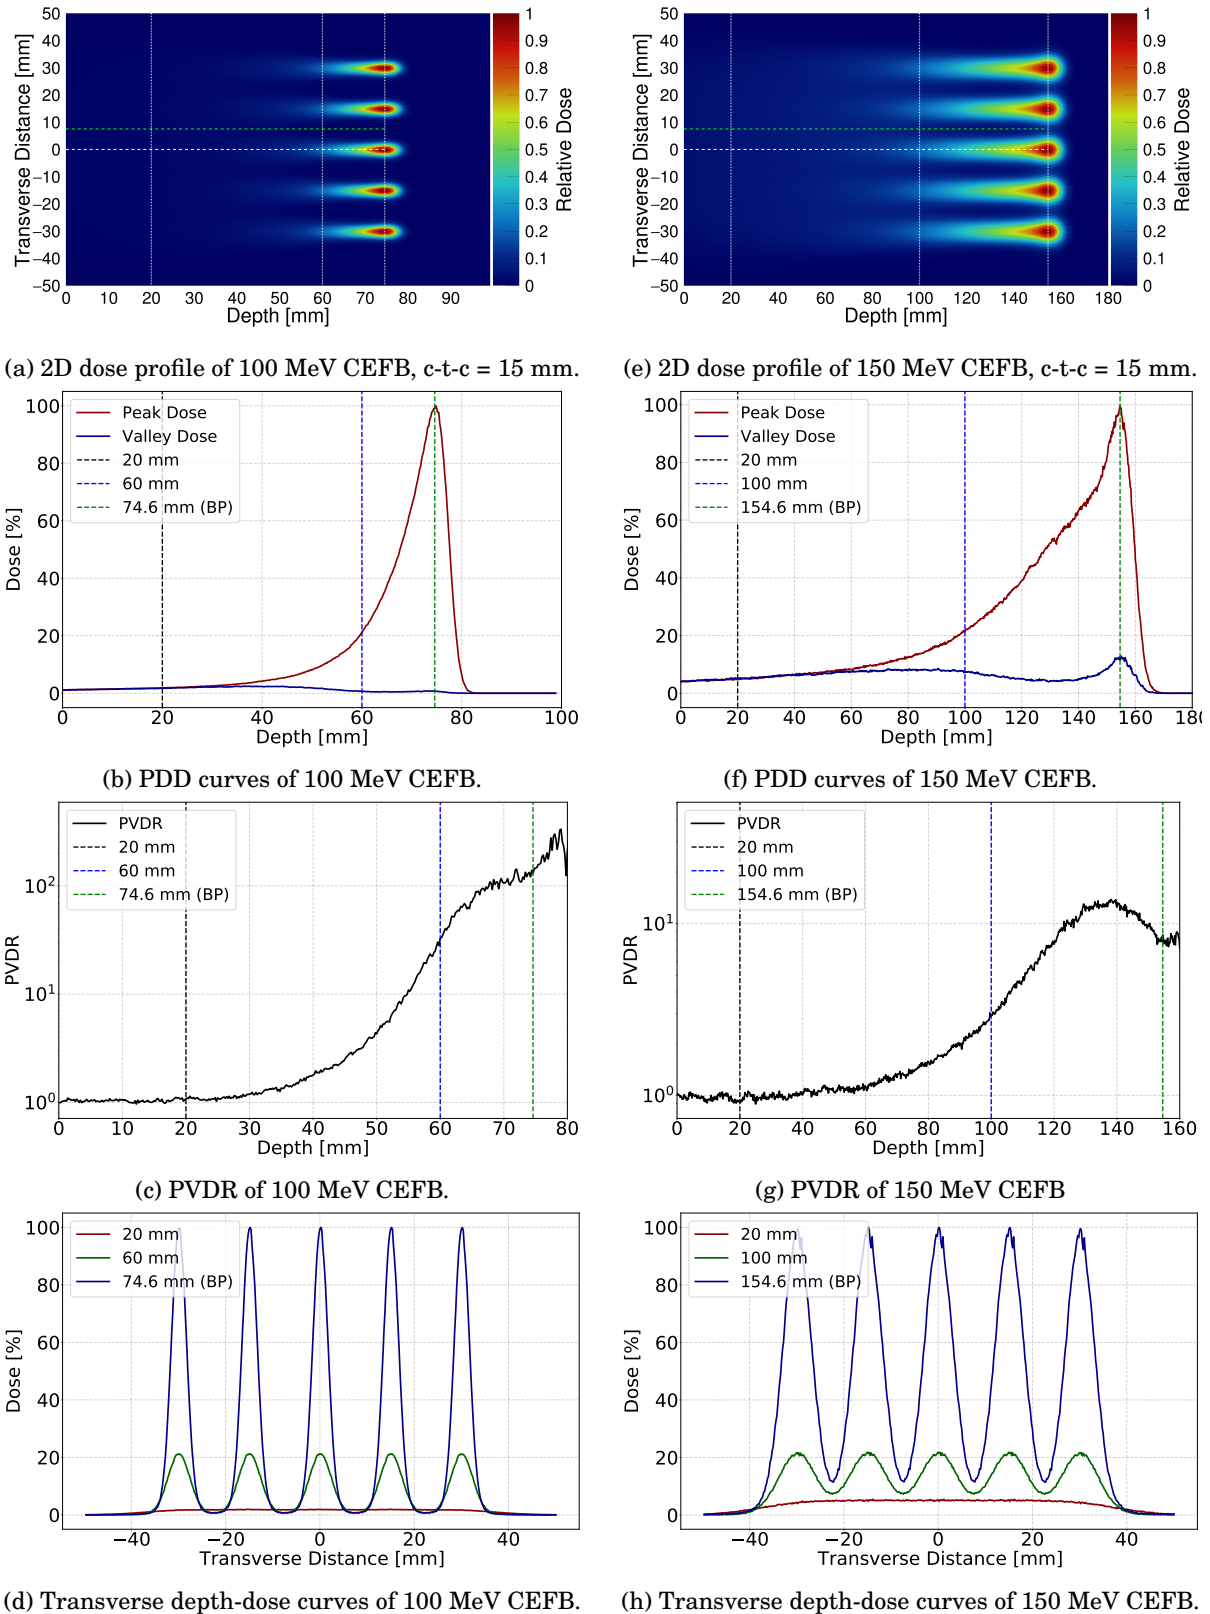 50
40
30
20
10
0
−10
−20
−30
−40
−50
Transverse Distance [mm]
0 20 30 40 50 60 70 80 90
Depth [mm]
1
0.9
0.8
0.7
0.6
0.5
0.4
0.3
0.2
0.1
0
Relative Dose
(a) 2D dose profile of 100 MeV CEFB, c-t-c = 15 mm.
50
40
30
20
10
0
−10
−20
−30
−40
−50
Transverse Distance [mm]
0 20 40 60 80 100 120 140 160 180
Depth [mm]
1
0.9
0.8
0.7
0.6
0.5
0.4
0.3
0.2
0.1
0
Relative Dose
(e) 2D dose profile of 150 MeV CEFB, c-t-c = 15 mm.
100
80
60
40
20
0
Dose [%]
Peak Dose
Valley Dose
20 mm
60 mm
74.6 mm (BP)
0 20 40 60 80 100
Depth [mm]
(b) PDD curves of 100 MeV CEFB.
100
80
60
40
20
0
Dose [%]
Peak Dose
Valley Dose
20 mm
100 mm
154.6 mm (BP)
0 20 40 60 80 100 120 140 160 180
Depth [mm]
(f) PDD curves of 150 MeV CEFB.
10²
10¹
10⁰
PVDR
PVDR
20 mm
60 mm
74.6 mm (BP)
0 10 20 30 40 50 60 70 80
Depth [mm]
(c) PVDR of 100 MeV CEFB.
10¹
10⁰
PVDR
PVDR
20 mm
100 mm
154.6 mm (BP)
0 20 40 60 80 100 120 140 160
Depth [mm]
(g) PVDR of 150 MeV CEFB
100
80
60
40
20
0
Dose [%]
20 mm
60 mm
74.6 mm (BP)
−40 −20 0 20 40
Transverse Distance [mm]
(d) Transverse depth-dose curves of 100 MeV CEFB.
100
80
60
40
20
0
Dose [%]
20 mm
100 mm
154.6 mm (BP)
−40 −20 0 20 40
Transverse Distance [mm]
(h) Transverse depth-dose curves of 150 MeV CEFB.